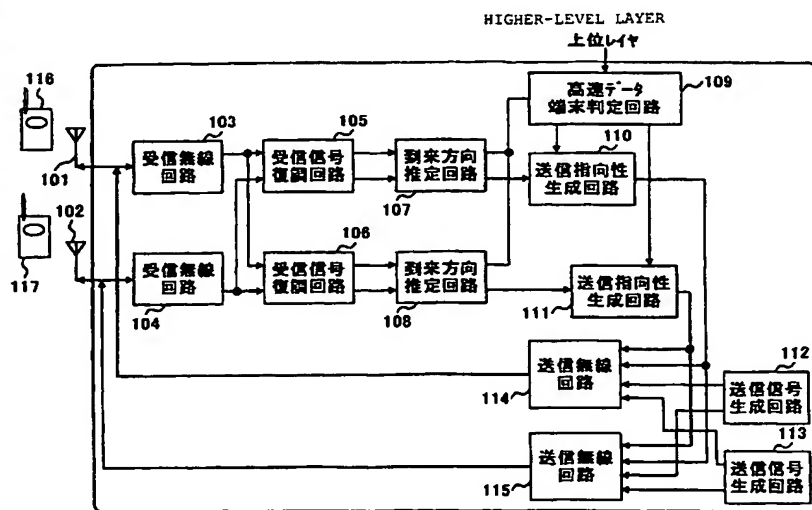 HIGHER-LEVEL LAYER
上位レイヤ
116
109
高速データ
端末判定回路
103
105
110
101
受信無線
回路
受信信号
復調回路
到来方向
推定回路
送信指向性
生成回路
107
102
106
117
受信無線
回路
受信信号
復調回路
到来方向
推定回路
送信指向性
生成回路
104
108
111
112
送信無線
回路
送信信号
生成回路
114
113
送信無線
回路
送信信号
生成回路
115